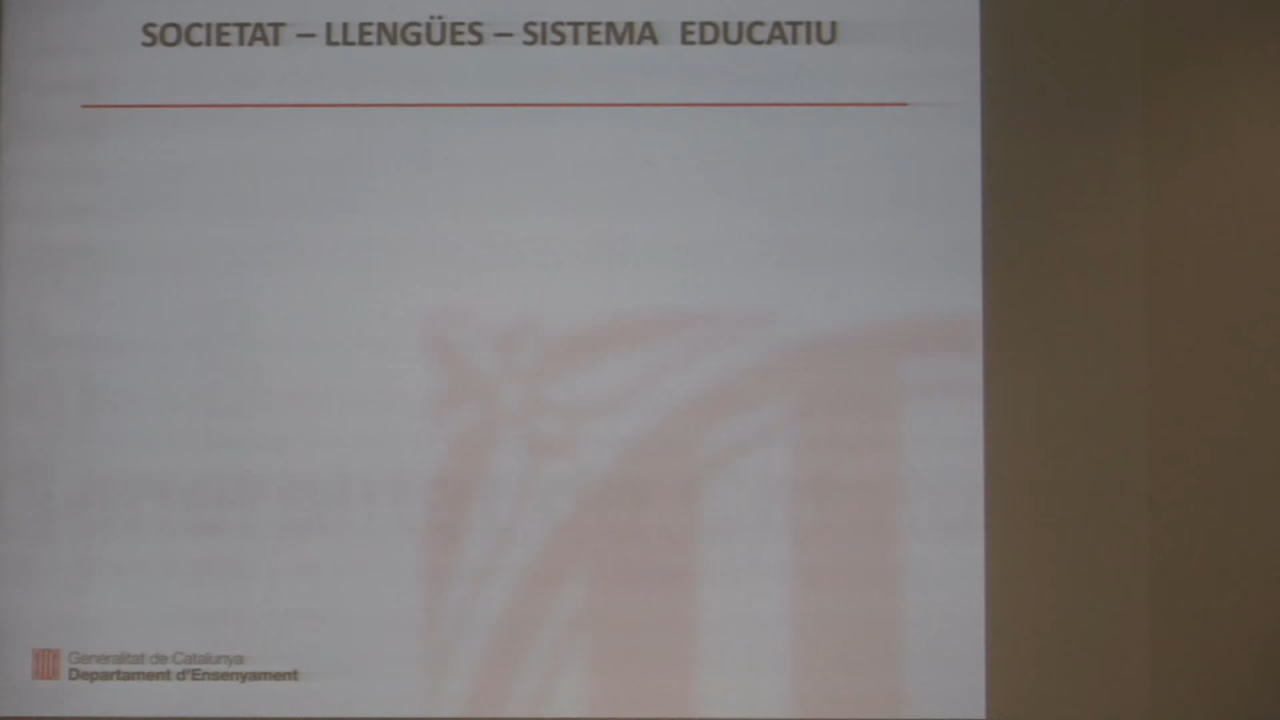 SOCIETAT – LLENGÜES – SISTEMA EDUCATIU
Generalitat de Catalunya
Departament d'Ensenyament